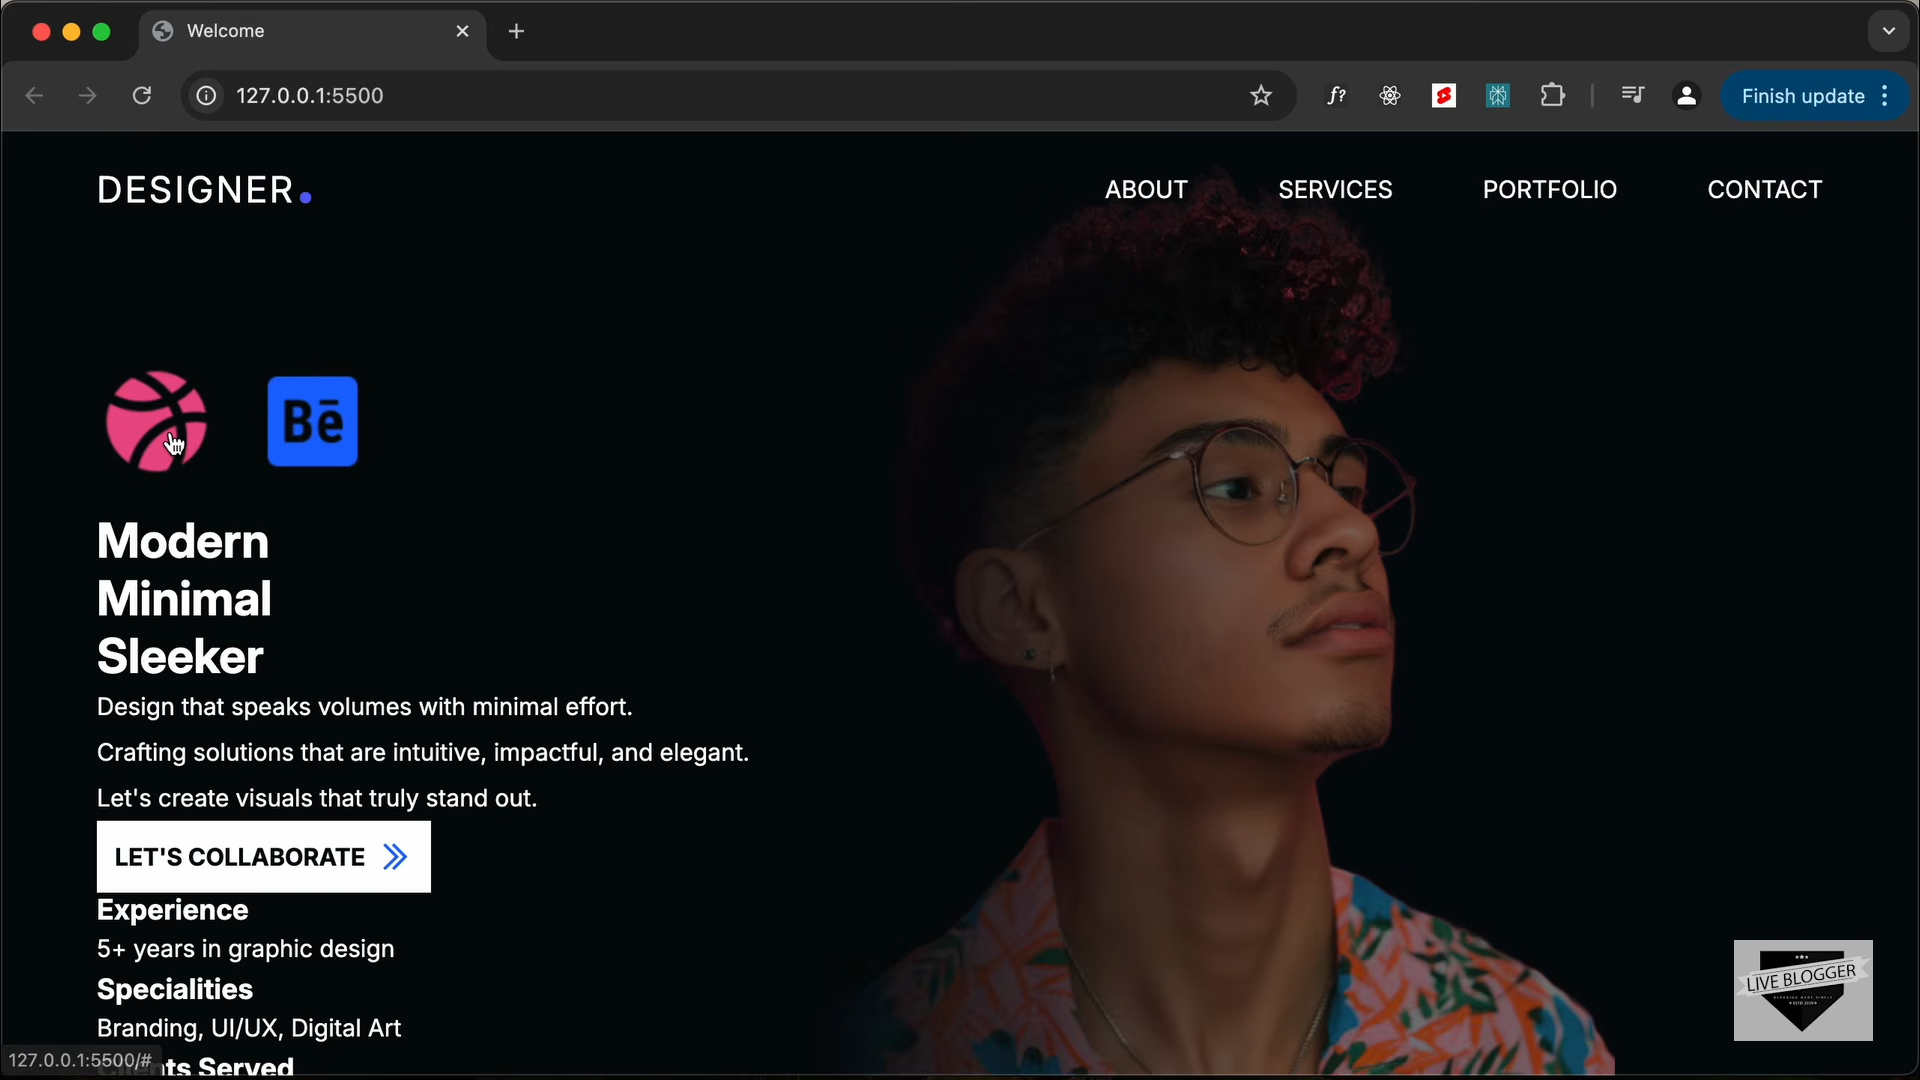 Welcome
127.0.0.1:5500
f?
Finish update
DESIGNER.
ABOUT
SERVICES
PORTFOLIO
CONTACT
Bē
Modern
Minimal
Sleeker
Design that speaks volumes with minimal effort.
Crafting solutions that are intuitive, impactful, and elegant.
Let's create visuals that truly stand out.
LET'S COLLABORATE
Experience
5+ years in graphic design
Specialities
Branding, UI/UX, Digital Art
Clients Served
127.0.0.1:5500/#
LIVE BLOGGER